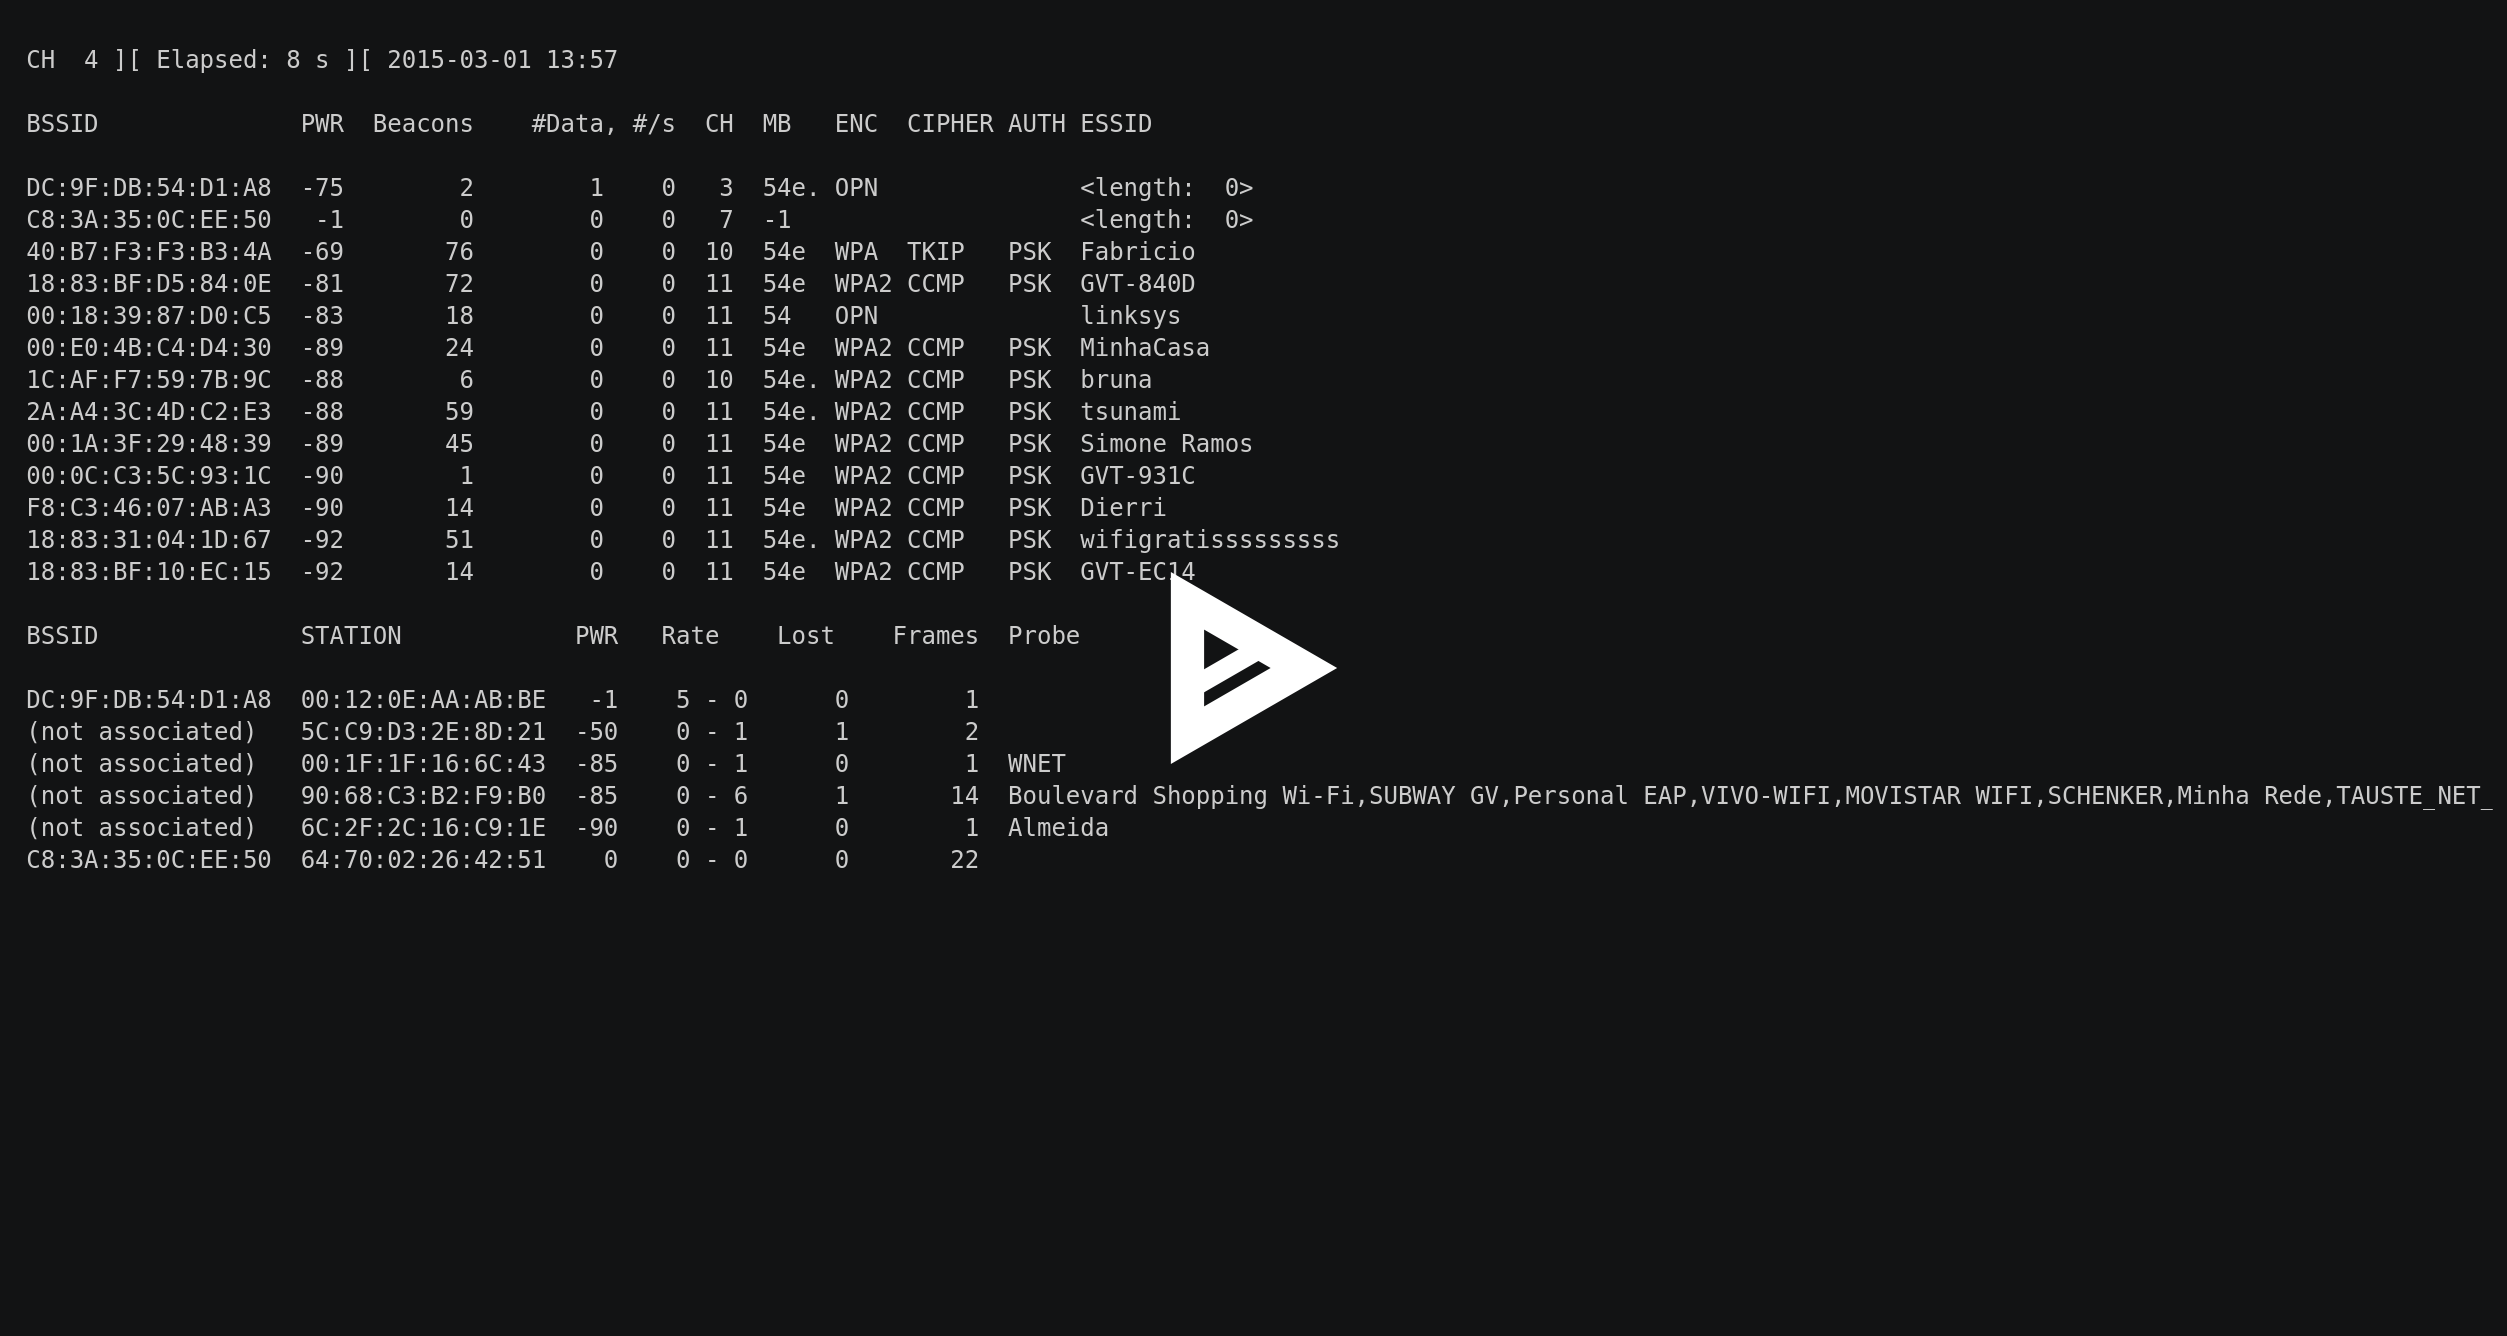 CH  4 ][ Elapsed: 8 s ][ 2015-03-01 13:57
BSSID              PWR  Beacons    #Data, #/s  CH  MB   ENC  CIPHER AUTH ESSID
DC:9F:DB:54:D1:A8  -75        2        1    0   3  54e. OPN              <length:  0>
C8:3A:35:0C:EE:50   -1        0        0    0   7  -1                    <length:  0>
40:B7:F3:F3:B3:4A  -69       76        0    0  10  54e  WPA  TKIP   PSK  Fabricio
18:83:BF:D5:84:0E  -81       72        0    0  11  54e  WPA2 CCMP   PSK  GVT-840D
00:18:39:87:D0:C5  -83       18        0    0  11  54   OPN              linksys
00:E0:4B:C4:D4:30  -89       24        0    0  11  54e  WPA2 CCMP   PSK  MinhaCasa
1C:AF:F7:59:7B:9C  -88        6        0    0  10  54e. WPA2 CCMP   PSK  bruna
2A:A4:3C:4D:C2:E3  -88       59        0    0  11  54e. WPA2 CCMP   PSK  tsunami
00:1A:3F:29:48:39  -89       45        0    0  11  54e  WPA2 CCMP   PSK  Simone Ramos
00:0C:C3:5C:93:1C  -90        1        0    0  11  54e  WPA2 CCMP   PSK  GVT-931C
F8:C3:46:07:AB:A3  -90       14        0    0  11  54e  WPA2 CCMP   PSK  Dierri
18:83:31:04:1D:67  -92       51        0    0  11  54e. WPA2 CCMP   PSK  wifigratisssssssss
18:83:BF:10:EC:15  -92       14        0    0  11  54e  WPA2 CCMP   PSK  GVT-EC14
BSSID              STATION            PWR   Rate    Lost    Frames  Probe
DC:9F:DB:54:D1:A8  00:12:0E:AA:AB:BE   -1    5 - 0      0        1
(not associated)   5C:C9:D3:2E:8D:21  -50    0 - 1      1        2
(not associated)   00:1F:1F:16:6C:43  -85    0 - 1      0        1  WNET
(not associated)   90:68:C3:B2:F9:B0  -85    0 - 6      1       14  Boulevard Shopping Wi-Fi,SUBWAY GV,Personal EAP,VIVO-WIFI,MOVISTAR WIFI,SCHENKER,Minha Rede,TAUSTE_NET_
(not associated)   6C:2F:2C:16:C9:1E  -90    0 - 1      0        1  Almeida
C8:3A:35:0C:EE:50  64:70:02:26:42:51    0    0 - 0      0       22